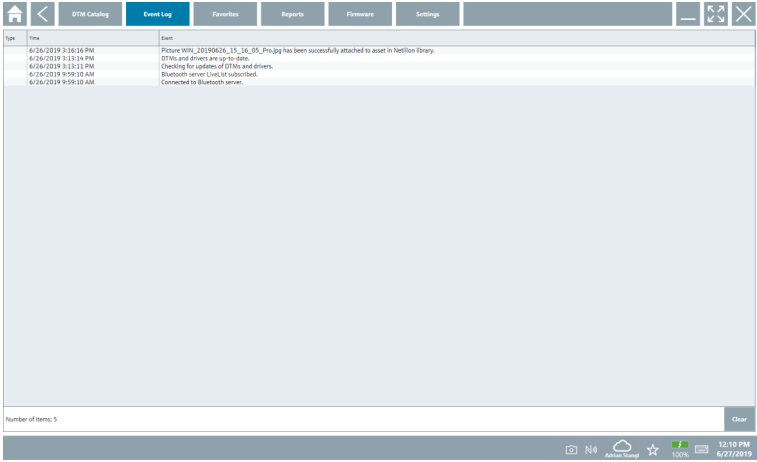 DTM Catalog Event Log Favorites Reports Firmware Settings
Type Time Event
6/26/2019 3:16:16 PM Picture WIN_20190626_15_16_05_Pro.jpg has been successfully attached to asset in Netilion library.
6/26/2019 3:13:14 PM DTMs and drivers are up-to-date.
6/26/2019 3:13:11 PM Checking for updates of DTMs and drivers.
6/26/2019 9:59:10 AM Bluetooth server LiveList subscribed.
6/26/2019 9:59:10 AM Connected to Bluetooth server.
Number of items: 5 Clear
Adrian Stangl 100% 12:10 PM
6/27/2019